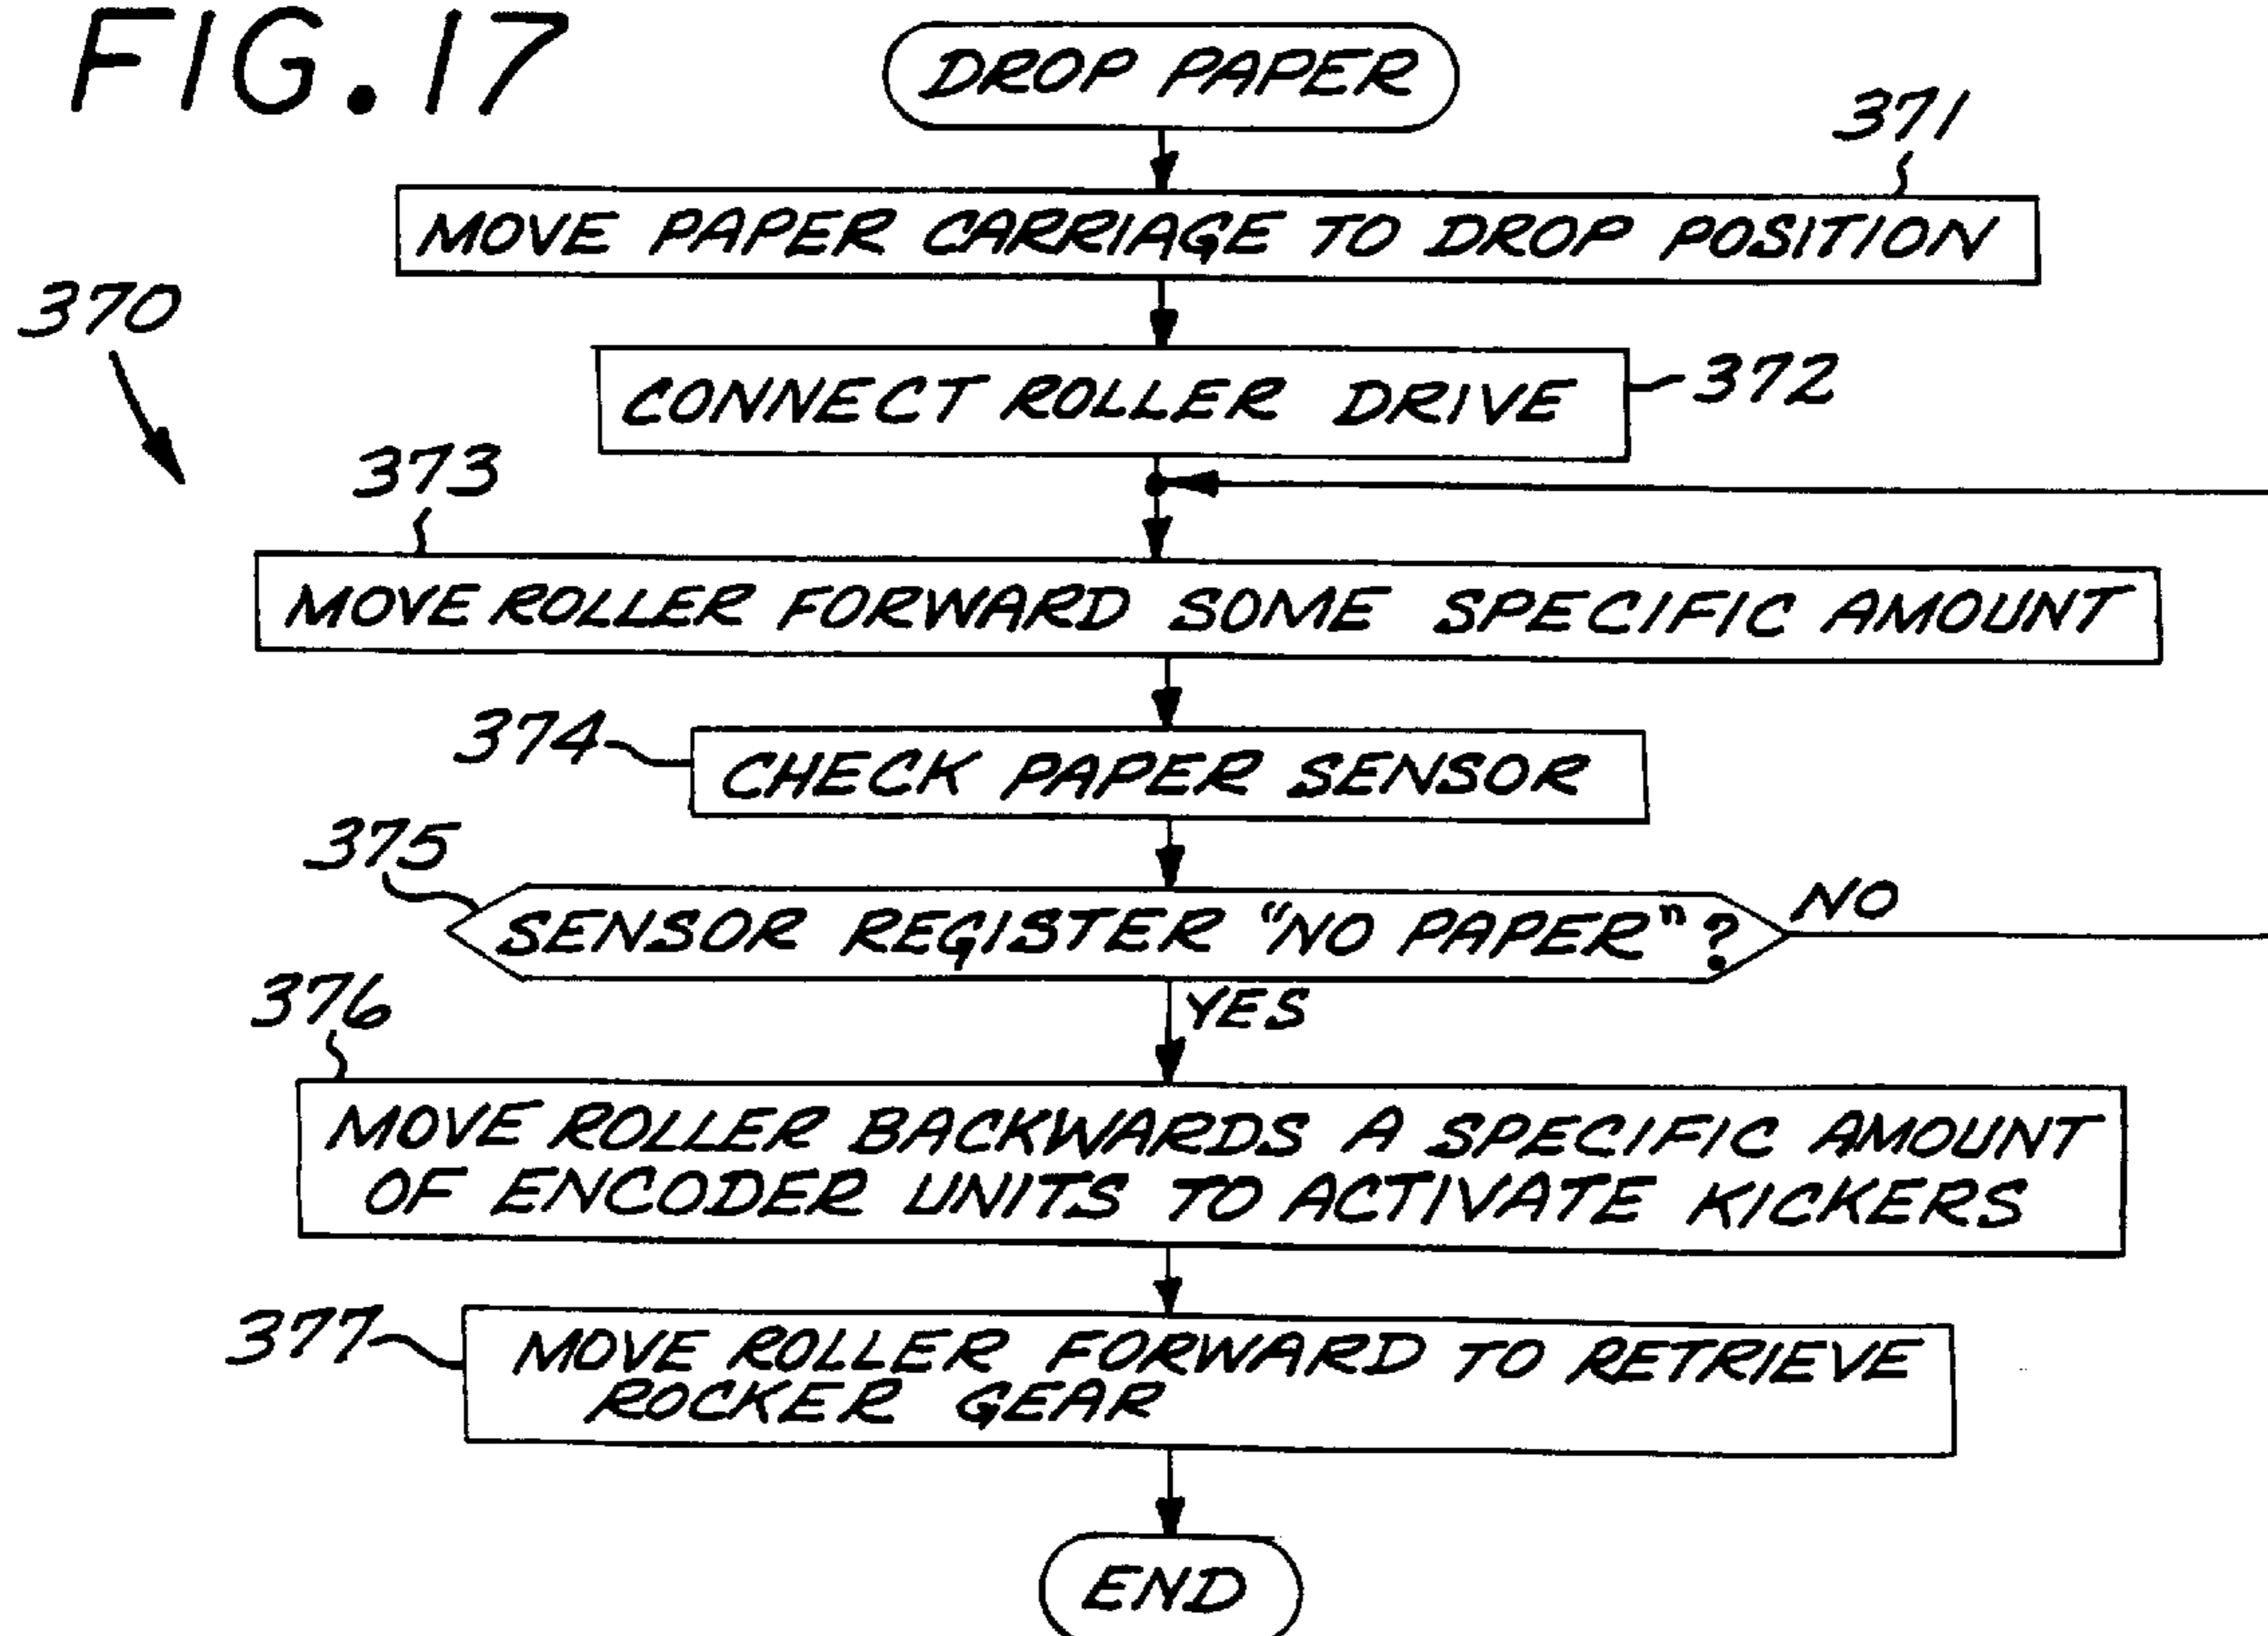 FIG. 17
DROP PAPER
371
MOVE PAPER CARRIAGE TO DROP POSITION
370
CONNECT ROLLER DRIVE
372
373
MOVE ROLLER FORWARD SOME SPECIFIC AMOUNT
374
CHECK PAPER SENSOR
375
SENSOR REGISTER "NO PAPER"?
NO
YES
376
MOVE ROLLER BACKWARDS A SPECIFIC AMOUNT
OF ENCODER UNITS TO ACTIVATE KICKERS
377
MOVE ROLLER FORWARD TO RETRIEVE
ROCKER GEAR
END